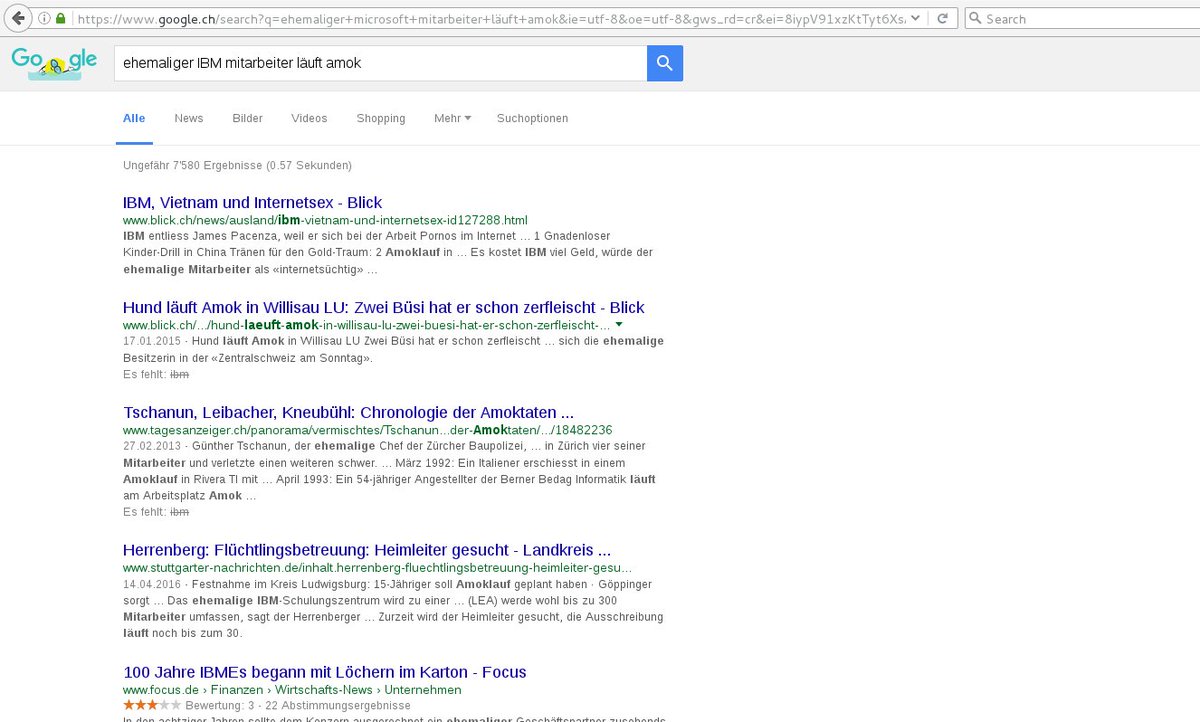 https://www.google.ch/search?q=ehemaliger+microsoft+mitarbeiter+läuft+amok&ie=utf-8&oe=utf-8&gws_rd=cr&ei=8iypV91xzKtTyt6Xs
Search
Google
ehemaliger IBM mitarbeiter läuft amok
Alle News Bilder Videos Shopping Mehr Suchoptionen
Ungefähr 7'580 Ergebnisse (0.57 Sekunden)
IBM, Vietnam und Internetsex - Blick
www.blick.ch/news/ausland/ibm-vietnam-und-internetsex-id127288.html
IBM entliess James Pacenza, weil er sich bei der Arbeit Pornos im Internet ... 1 Gnadenloser
Kinder-Drill in China Tränen für den Gold-Traum: 2 Amoklauf in ... Es kostet IBM viel Geld, würde der
ehemalige Mitarbeiter als «internetsüchtig» ...
Hund läuft Amok in Willisau LU: Zwei Büsi hat er schon zerfleischt - Blick
www.blick.ch/.../hund-laeuft-amok-in-willisau-lu-zwei-buesi-hat-er-schon-zerfleischt-...
17.01.2015 - Hund läuft Amok in Willisau LU Zwei Büsi hat er schon zerfleischt ... sich die ehemalige
Besitzerin in der «Zentralschweiz am Sonntag».
Es fehlt: ibm
Tschanun, Leibacher, Kneubühl: Chronologie der Amoktaten ...
www.tagesanzeiger.ch/panorama/vermischtes/Tschanun...der-Amoktaten/.../18482236
27.02.2013 - Günther Tschanun, der ehemalige Chef der Zürcher Baupolizei, ... in Zürich vier seiner
Mitarbeiter und verletzte einen weiteren schwer. ... März 1992: Ein Italiener erschiesst in einem
Amoklauf in Rivera TI mit ... April 1993: Ein 54-jähriger Angestellter der Berner Bedag Informatik läuft
am Arbeitsplatz Amok ...
Es fehlt: ibm
Herrenberg: Flüchtlingsbetreuung: Heimleiter gesucht - Landkreis ...
www.stuttgarter-nachrichten.de/inhalt.herrenberg-fluechtlingsbetreuung-heimleiter-gesu...
14.04.2016 - Festnahme im Kreis Ludwigsburg: 15-Jähriger soll Amoklauf geplant haben · Göppinger
sorgt ... Das ehemalige IBM-Schulungszentrum wird zu einer ... (LEA) werde wohl bis zu 300
Mitarbeiter umfassen, sagt der Herrenberger ... Zurzeit wird der Heimleiter gesucht, die Ausschreibung
läuft noch bis zum 30.
100 Jahre IBMEs begann mit Löchern im Karton - Focus
www.focus.de › Finanzen › Wirtschafts-News › Unternehmen
Bewertung: 3 - 22 Abstimmungsergebnisse
In den achtziger Jahren sollte dem Konzern ausgerechnet ein ehemaliger Geschäftspartner zusehends